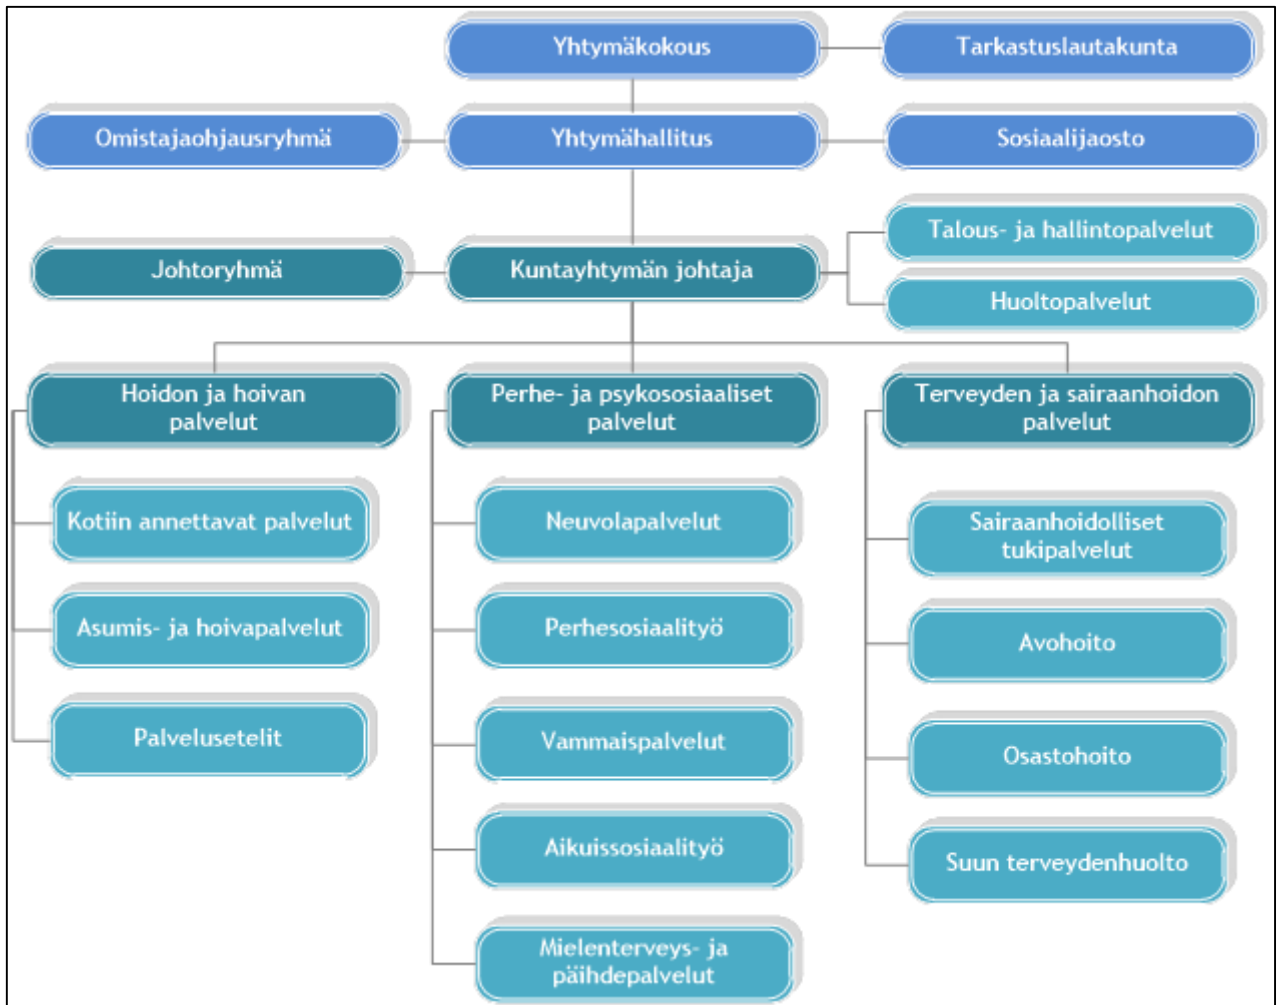 Yhtymäkokous
Tarkastuslautakunta
Omistajaohjausryhmä
Yhtymähallitus
Sosiaalijaosto
Talous- ja hallintopalvelut
Johtoryhmä
Kuntayhtymän johtaja
Huoltopalvelut
Hoidon ja hoivan
palvelut
Perhe- ja psykososiaaliset
palvelut
Terveyden ja sairaanhoidon
palvelut
Kotiin annettavat palvelut
Asumis- ja hoivapalvelut
Palvelusetelit
Neuvolapalvelut
Perhesosiaalityö
Vammaispalvelut
Aikuissosiaalityö
Mielenterveys- ja
päihdepalvelut
Sairaanhoidolliset
tukipalvelut
Avohoito
Osastohoito
Suun terveydenhuolto